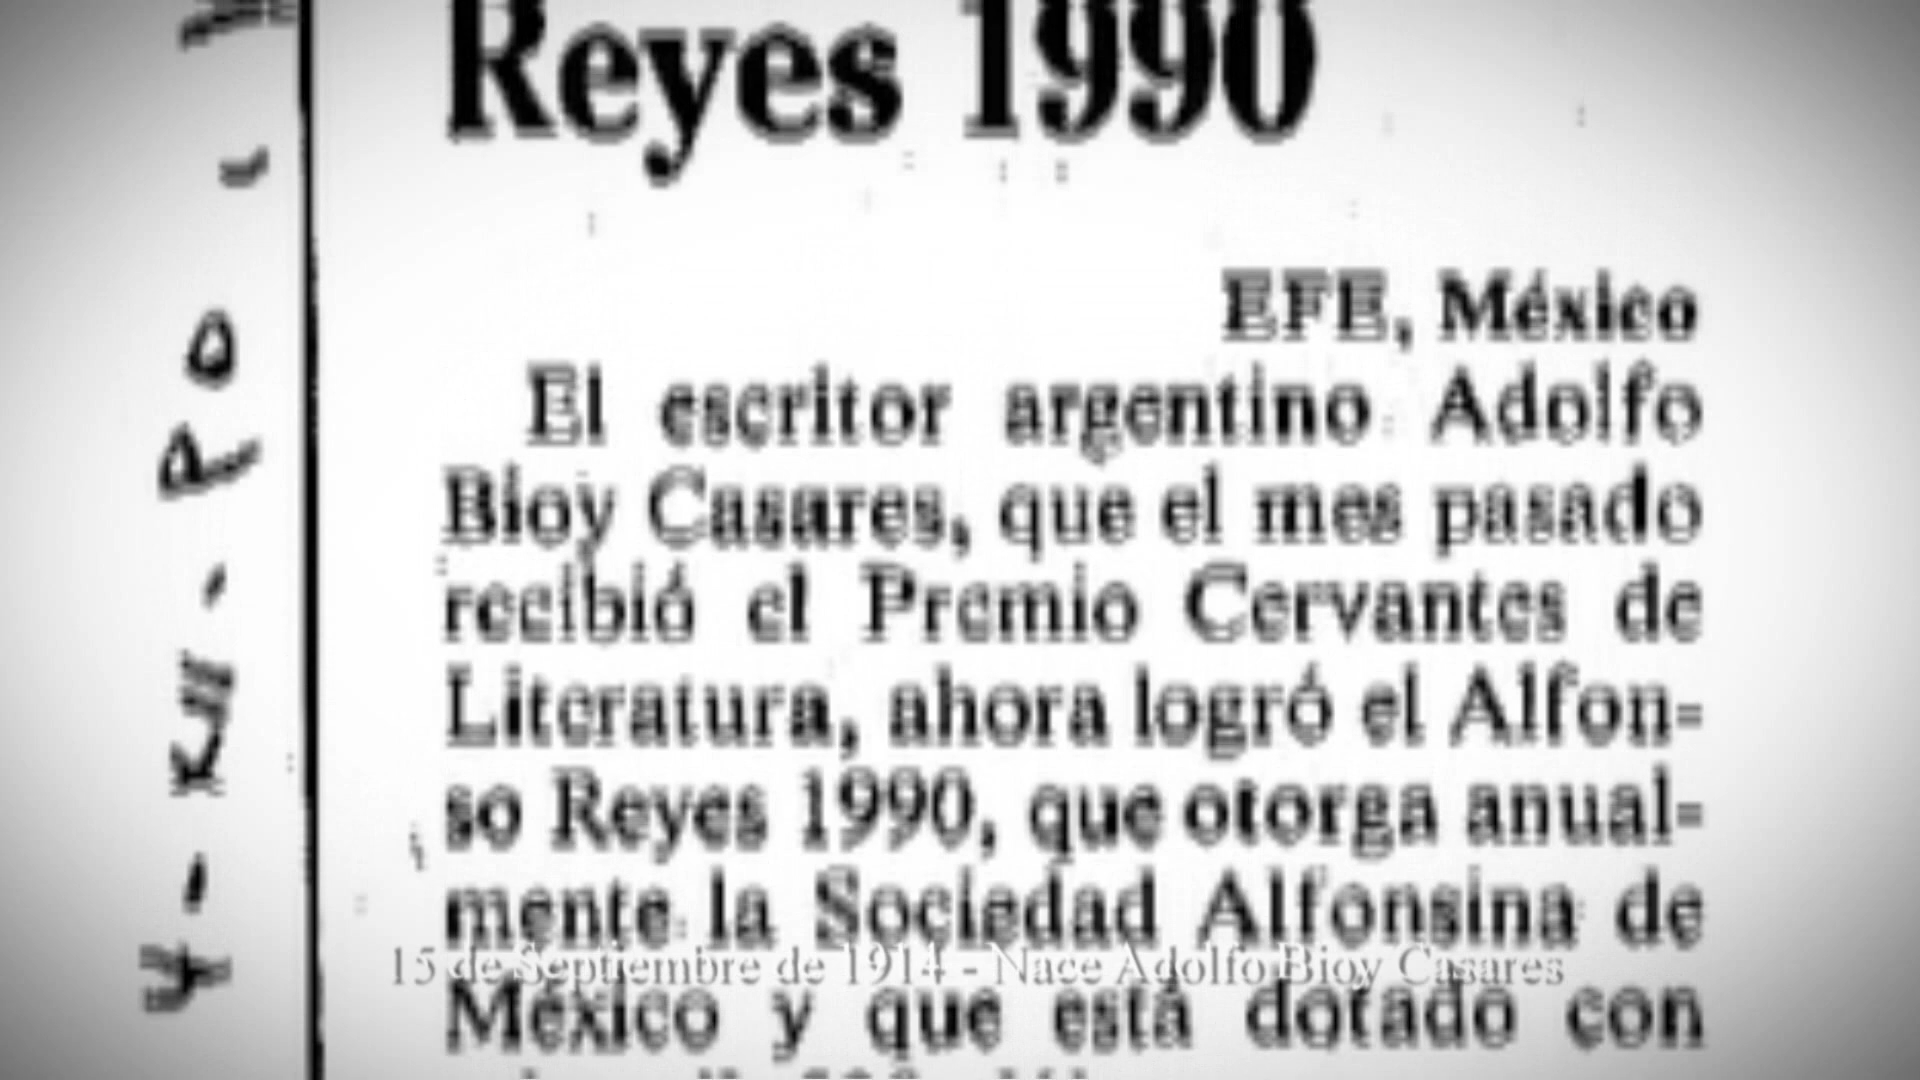 Reyes 1990
EFE, México
El escritor argentino Adolfo
Bioy Casares, que el mes pasado
recibió el Premio Cervantes de
Literatura, ahora logró el Alfon-
so Reyes 1990, que otorga anual-
mente la Sociedad Alfonsina de
15 de Septiembre de 1914 - Nace Adolfo Bioy Casares
México y que está dotado con